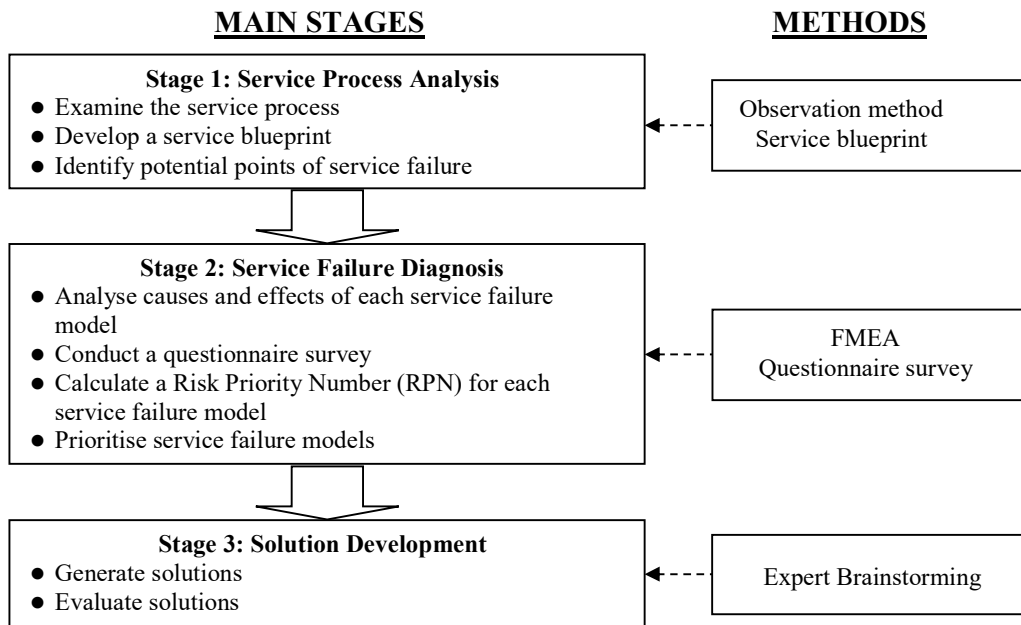 MAIN STAGES
METHODS
Stage 1: Service Process Analysis
● Examine the service process
● Develop a service blueprint
● Identify potential points of service failure
Observation method
Service blueprint
Stage 2: Service Failure Diagnosis
● Analyse causes and effects of each service failure
model
● Conduct a questionnaire survey
● Calculate a Risk Priority Number (RPN) for each
service failure model
● Prioritise service failure models
FMEA
Questionnaire survey
Stage 3: Solution Development
● Generate solutions
● Evaluate solutions
Expert Brainstorming